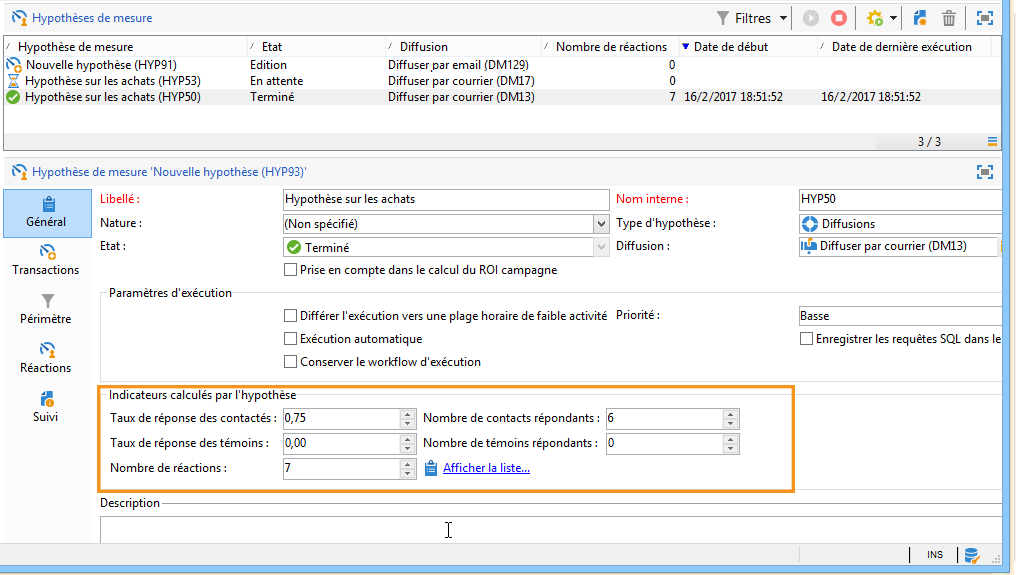 Hypothèses de mesure
Filtres
Hypothèse de mesure Etat Diffusion Nombre de réactions Date de début Date de dernière exécution
Nouvelle hypothèse (HYP91) Edition Diffuser par email (DM129) 0
Hypothèse sur les achats (HYP53) En attente Diffuser par courrier (DM17) 0
Hypothèse sur les achats (HYP50) Terminé Diffuser par courrier (DM13) 7 16/2/2017 18:51:52 16/2/2017 18:51:52
3 / 3
Hypothèse de mesure 'Nouvelle hypothèse (HYP93)'
Général
Transactions
Périmètre
Réactions
Suivi
Libellé : Hypothèse sur les achats Nom interne : HYP50
Nature : (Non spécifié) Type d'hypothèse : Diffusions
Etat : Terminé Diffusion : Diffuser par courrier (DM13)
Prise en compte dans le calcul du ROI campagne
Paramètres d'exécution
Différer l'exécution vers une plage horaire de faible activité Priorité : Basse
Exécution automatique Enregistrer les requêtes SQL dans le
Conserver le workflow d'exécution
Indicateurs calculés par l'hypothèse
Taux de réponse des contactés : 0,75 Nombre de contacts répondants : 6
Taux de réponse des témoins : 0,00 Nombre de témoins répondants : 0
Nombre de réactions : 7 Afficher la liste...
Description
INS